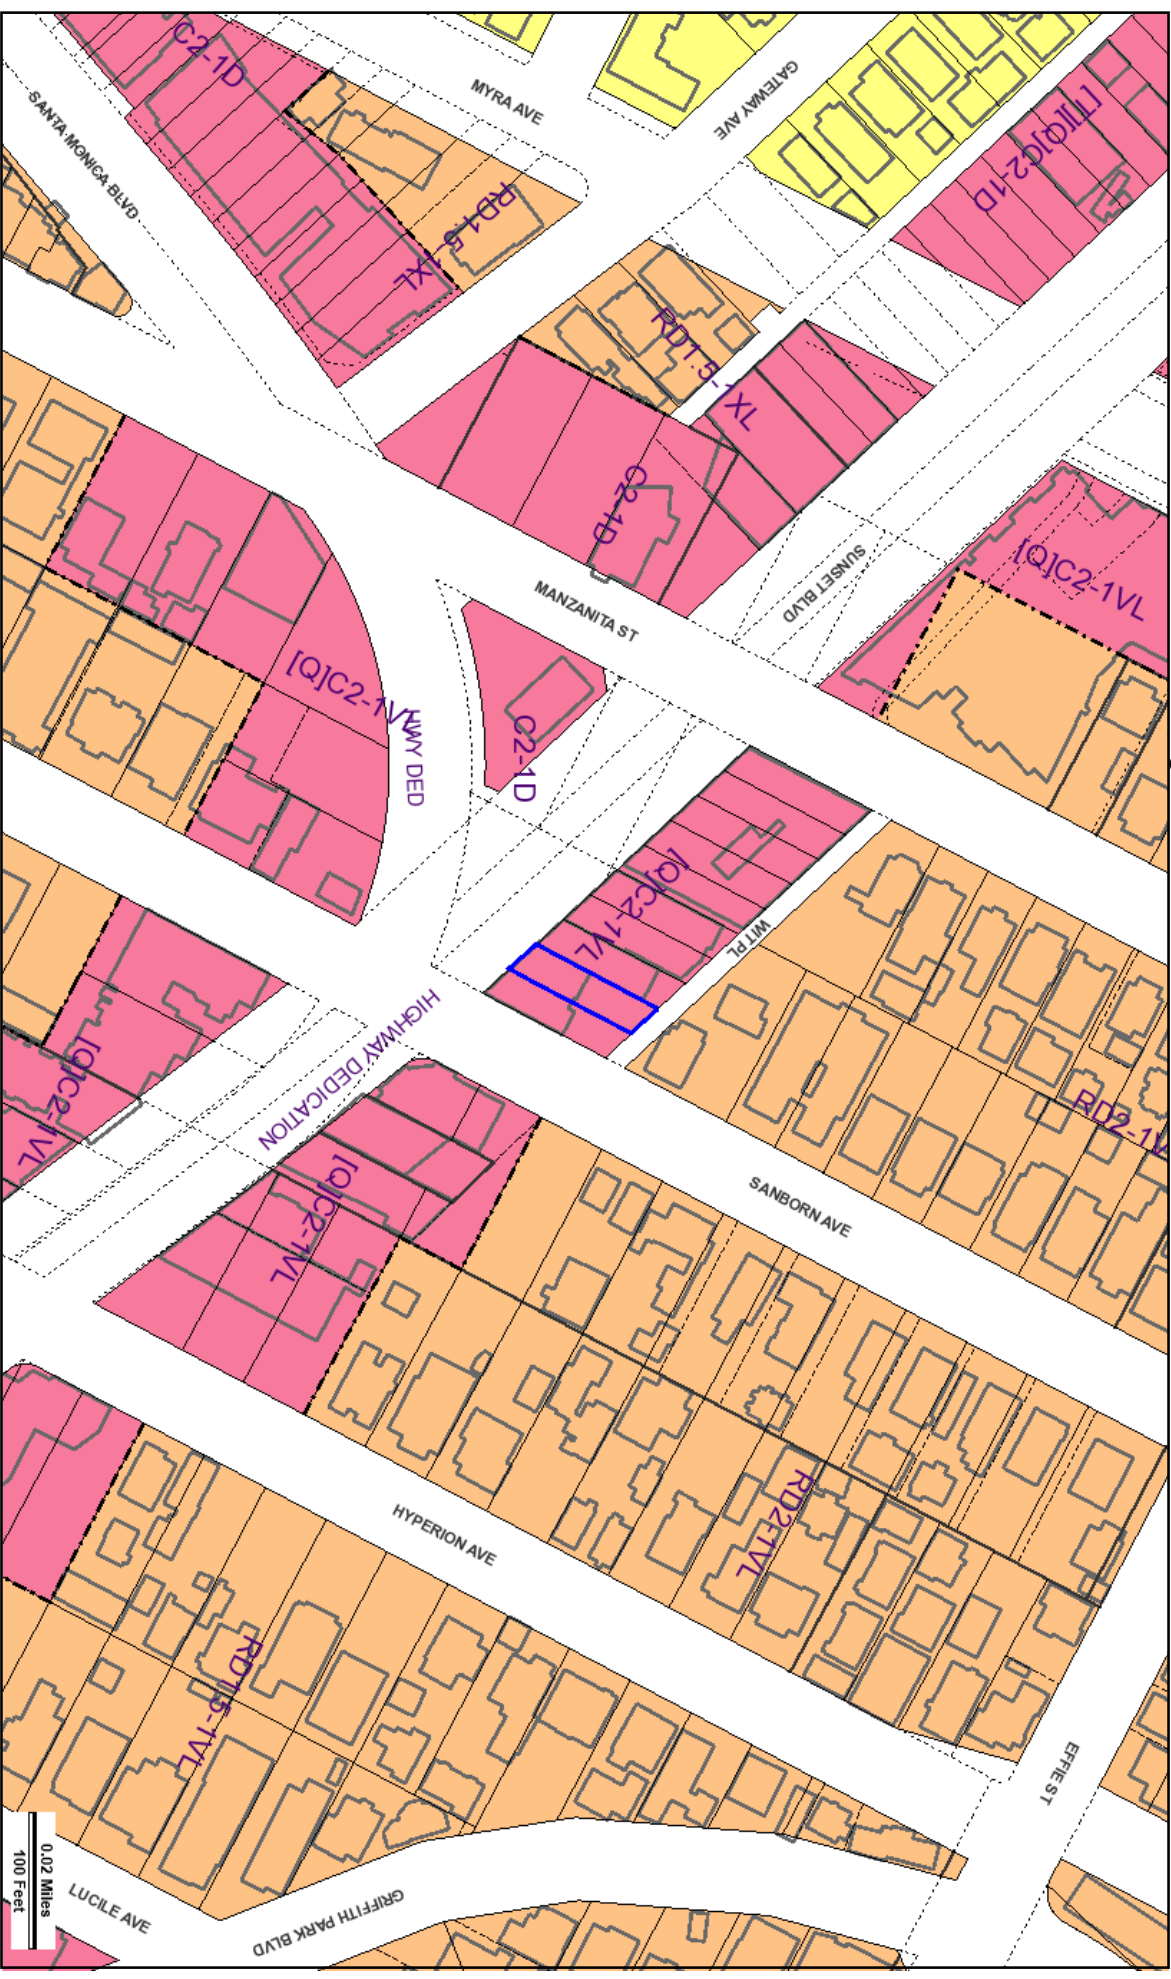 C2-1D
MYRA AVE
GATEWAY AVE
SANTA MONICA BLVD
[T][Q]C2-1D
RD1.5-1XL
RD1.5-1XL
C2-1D
SUNSET BLVD
[Q]C2-1VL
MANZANITA ST
[Q]C2-1VL
HWY DED
C2-1D
[Q]C2-1VL
WIT PL
HIGHWAY DEDICATION
[Q]C2-1VL
RD2-1V
[Q]C2-1VL
SANBORN AVE
HYPERION AVE
RD2-1VL
RD1.5-1VL
EFFIE ST
0.02 Miles
100 Feet
LUCILE AVE
GRIFFITH PARK BLVD